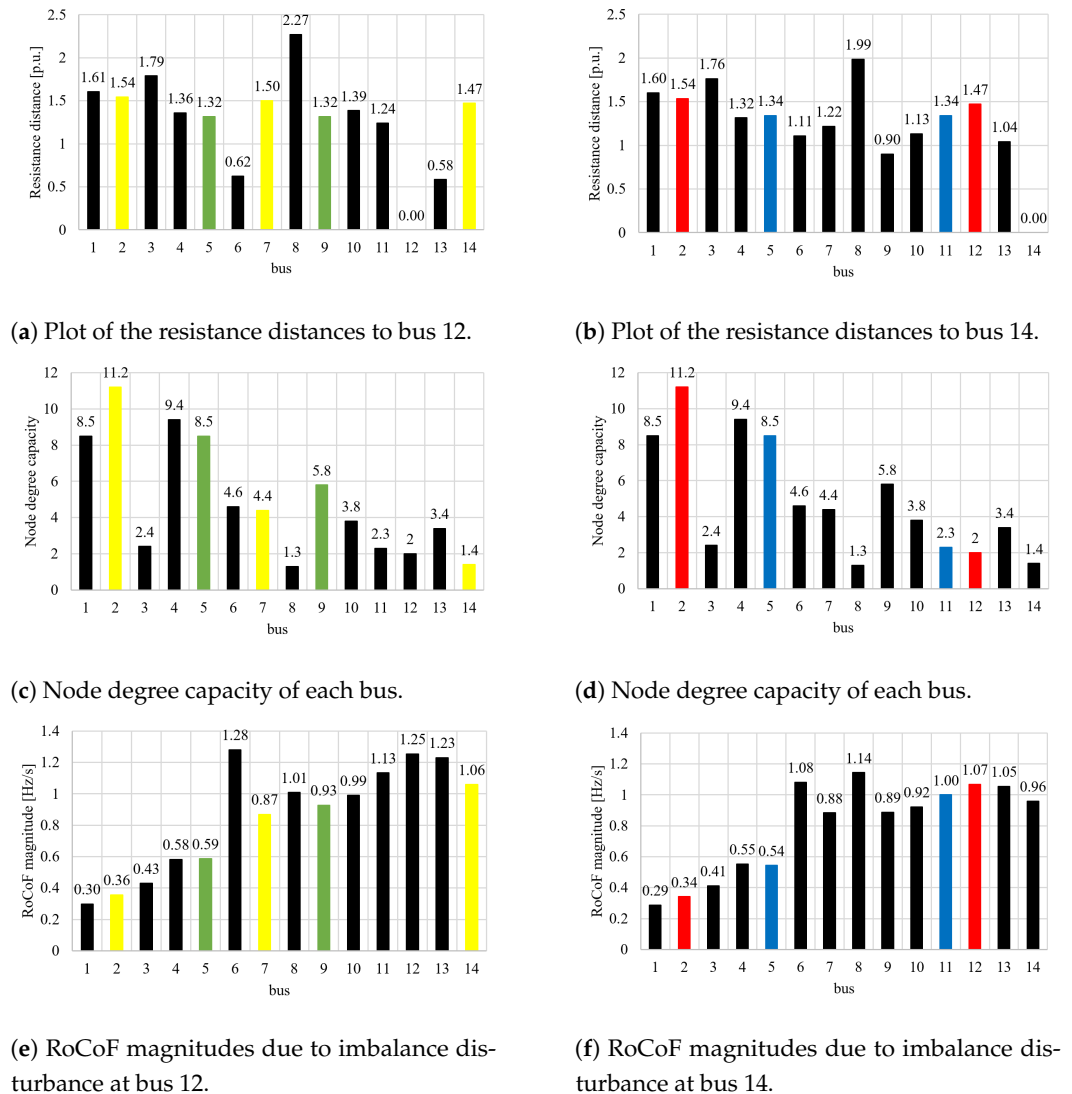 2.5
2
1.5
1
0.5
0
Resistance distance [p.u.]
1.61 1.54 1.79 1.36 1.32 0.62 1.50 2.27 1.32 1.39 1.24 0.00 0.58 1.47
1 2 3 4 5 6 7 8 9 10 11 12 13 14
bus
2.5
2
1.5
1
0.5
0
Resistance distance [p.u.]
1.60 1.54 1.76 1.32 1.34 1.11 1.22 1.99 0.90 1.13 1.34 1.47 1.04 0.00
1 2 3 4 5 6 7 8 9 10 11 12 13 14
bus
(a) Plot of the resistance distances to bus 12.
(b) Plot of the resistance distances to bus 14.
12
10
8
6
4
2
0
Node degree capacity
8.5 11.2 2.4 9.4 8.5 4.6 4.4 1.3 5.8 3.8 2.3 2 3.4 1.4
1 2 3 4 5 6 7 8 9 10 11 12 13 14
bus
12
10
8
6
4
2
0
Node degree capacity
8.5 11.2 2.4 9.4 8.5 4.6 4.4 1.3 5.8 3.8 2.3 2 3.4 1.4
1 2 3 4 5 6 7 8 9 10 11 12 13 14
bus
(c) Node degree capacity of each bus.
(d) Node degree capacity of each bus.
1.4
1.2
1
0.8
0.6
0.4
0.2
0
RoCoF magnitude [Hz/s]
0.30 0.36 0.43 0.58 0.59 1.28 0.87 1.01 0.93 0.99 1.13 1.25 1.23 1.06
1 2 3 4 5 6 7 8 9 10 11 12 13 14
bus
1.4
1.2
1
0.8
0.6
0.4
0.2
0
RoCoF magnitude [Hz/s]
0.29 0.34 0.41 0.55 0.54 1.08 0.88 1.14 0.89 0.92 1.00 1.07 1.05 0.96
1 2 3 4 5 6 7 8 9 10 11 12 13 14
bus
(e) RoCoF magnitudes due to imbalance dis-
turbance at bus 12.
(f) RoCoF magnitudes due to imbalance dis-
turbance at bus 14.